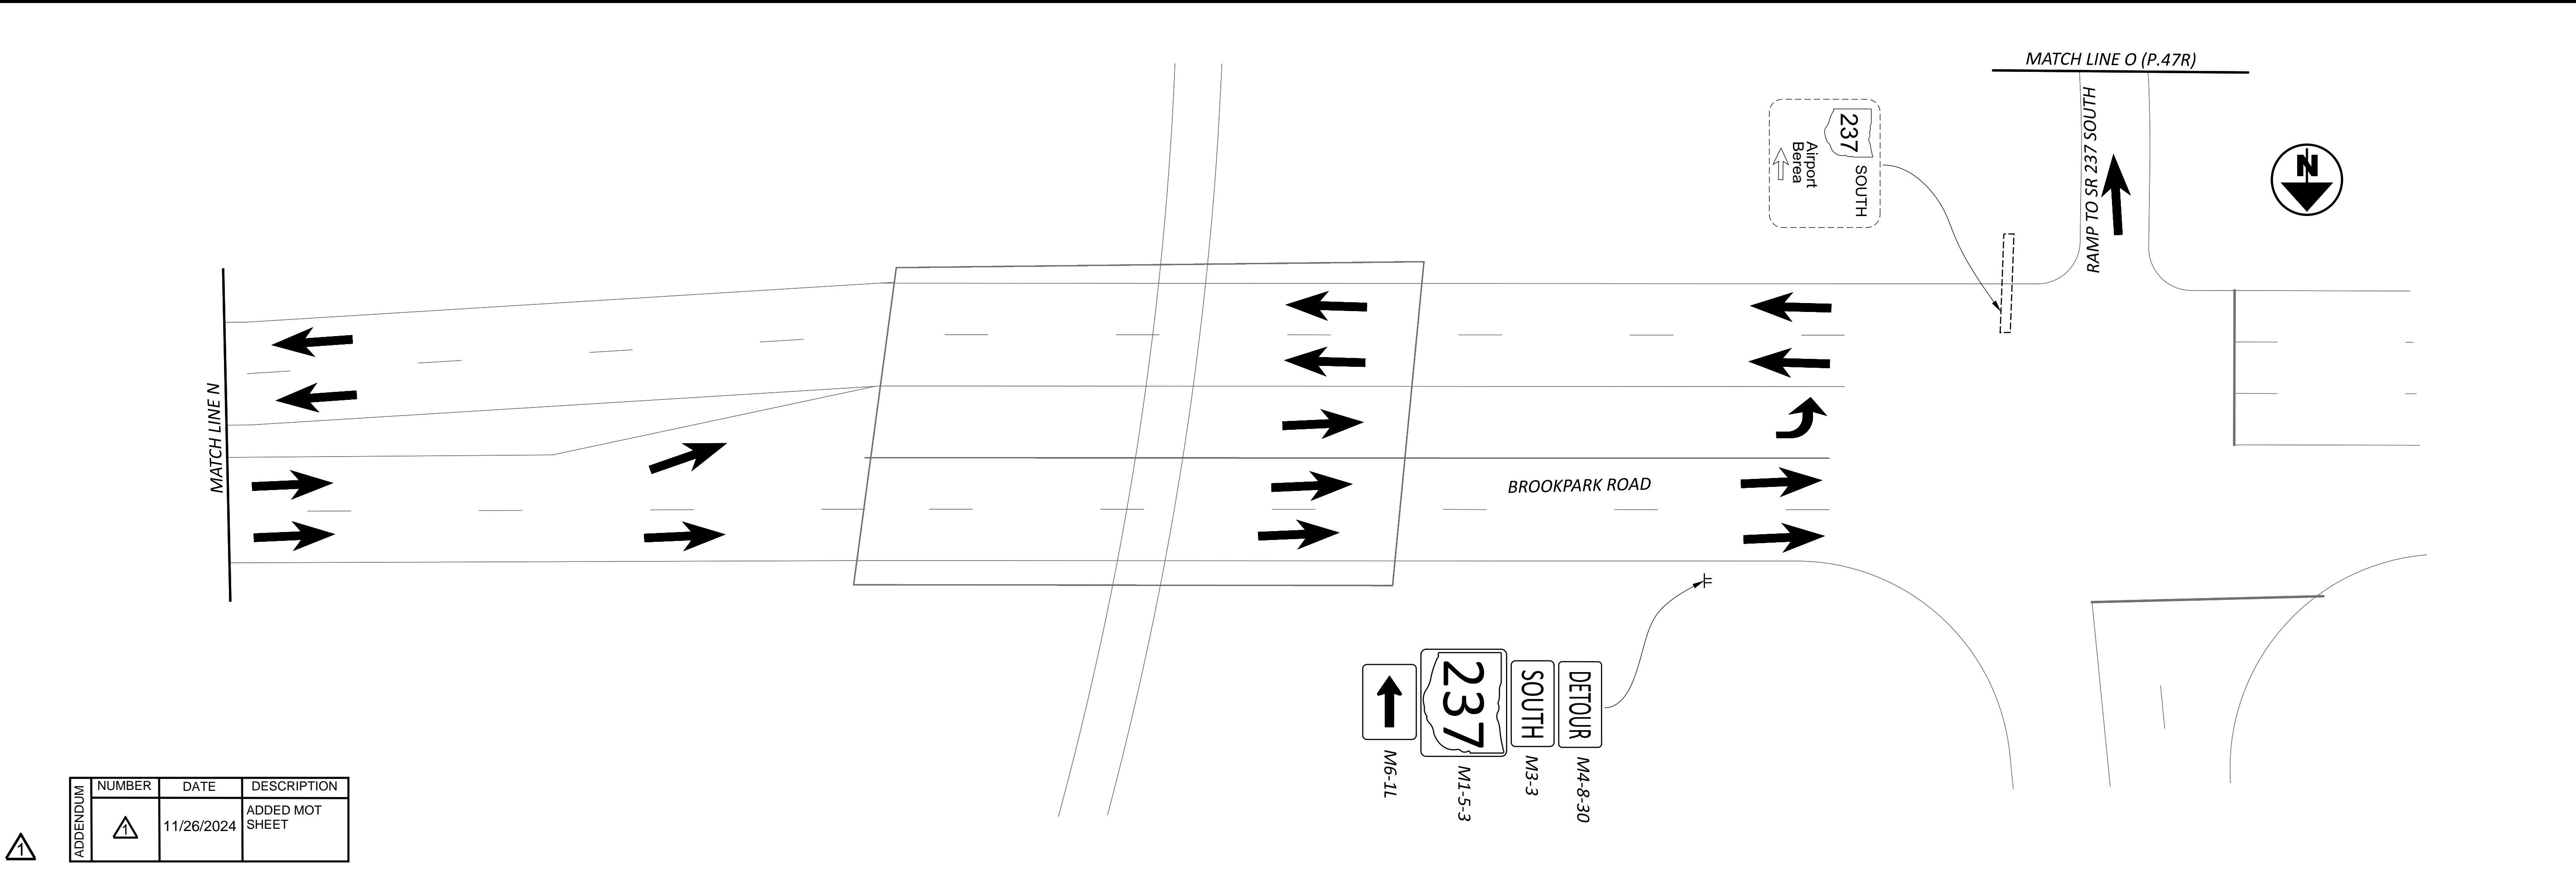 MATCH LINE O (P.47R)
RAMP TO SR 237 SOUTH
N
237
SOUTH
Airport
Berea
MATCH LINE N
BROOKPARK ROAD
DETOUR
SOUTH
237
M4-8-30
M3-3
M1-5-3
M6-1L
ADDENDUM
NUMBER DATE DESCRIPTION
1 11/26/2024 ADDED MOT
SHEET
1